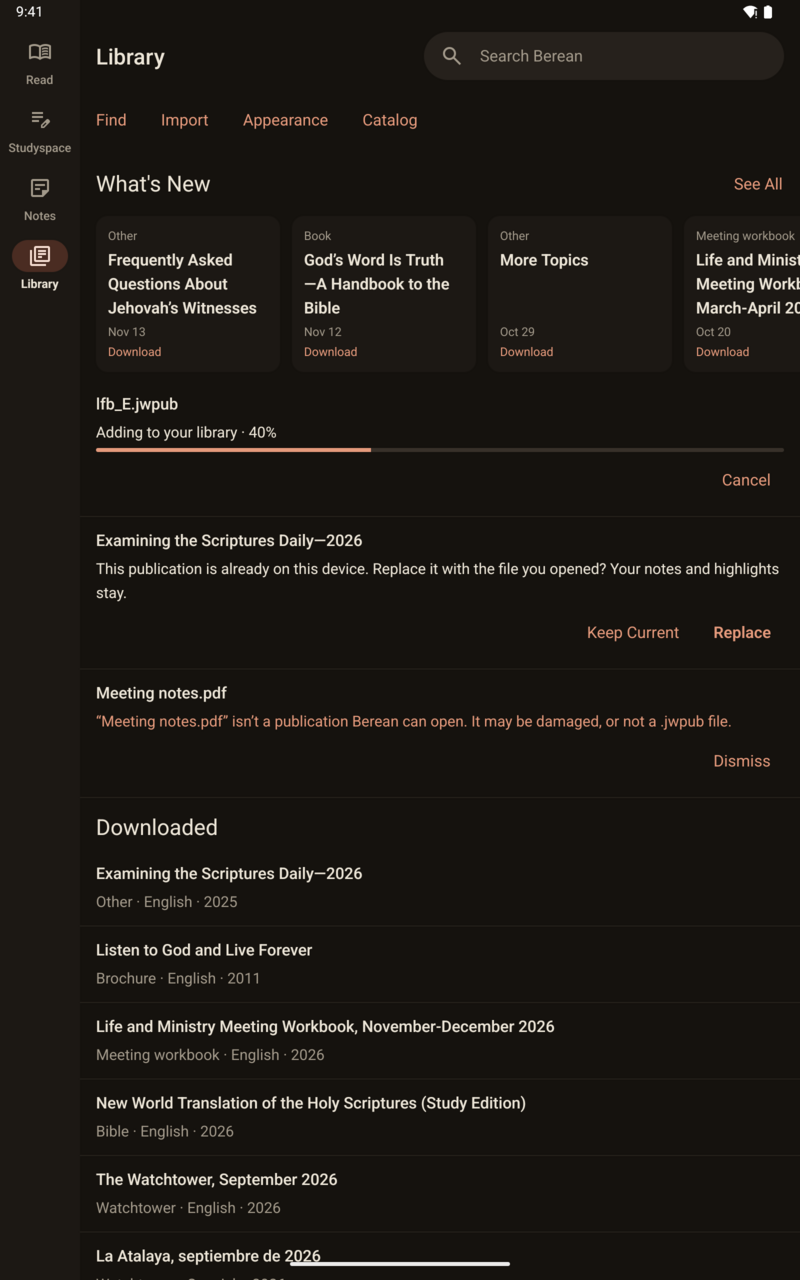 9:41
Read
Studyspace
Notes
Library
Library
Search Berean
Find
Import
Appearance
Catalog
What's New
See All
Other
Frequently Asked
Questions About
Jehovah’s Witnesses
Nov 13
Download
Book
God’s Word Is Truth
—A Handbook to the
Bible
Nov 12
Download
Other
More Topics
Oct 29
Download
Meeting workbook
Life and
Meeting
March-April
Oct 20
Download
lfb_E.jwpub
Adding to your library · 40%
Cancel
Examining the Scriptures Daily—2026
This publication is already on this device. Replace it with the file you opened? Your notes and highlights
stay.
Keep Current
Replace
Meeting notes.pdf
“Meeting notes.pdf” isn’t a publication Berean can open. It may be damaged, or not a .jwpub file.
Dismiss
Downloaded
Examining the Scriptures Daily—2026
Other · English · 2025
Listen to God and Live Forever
Brochure · English · 2011
Life and Ministry Meeting Workbook, November-December 2026
Meeting workbook · English · 2026
New World Translation of the Holy Scriptures (Study Edition)
Bible · English · 2026
The Watchtower, September 2026
Watchtower · English · 2026
La Atalaya, septiembre de 2026